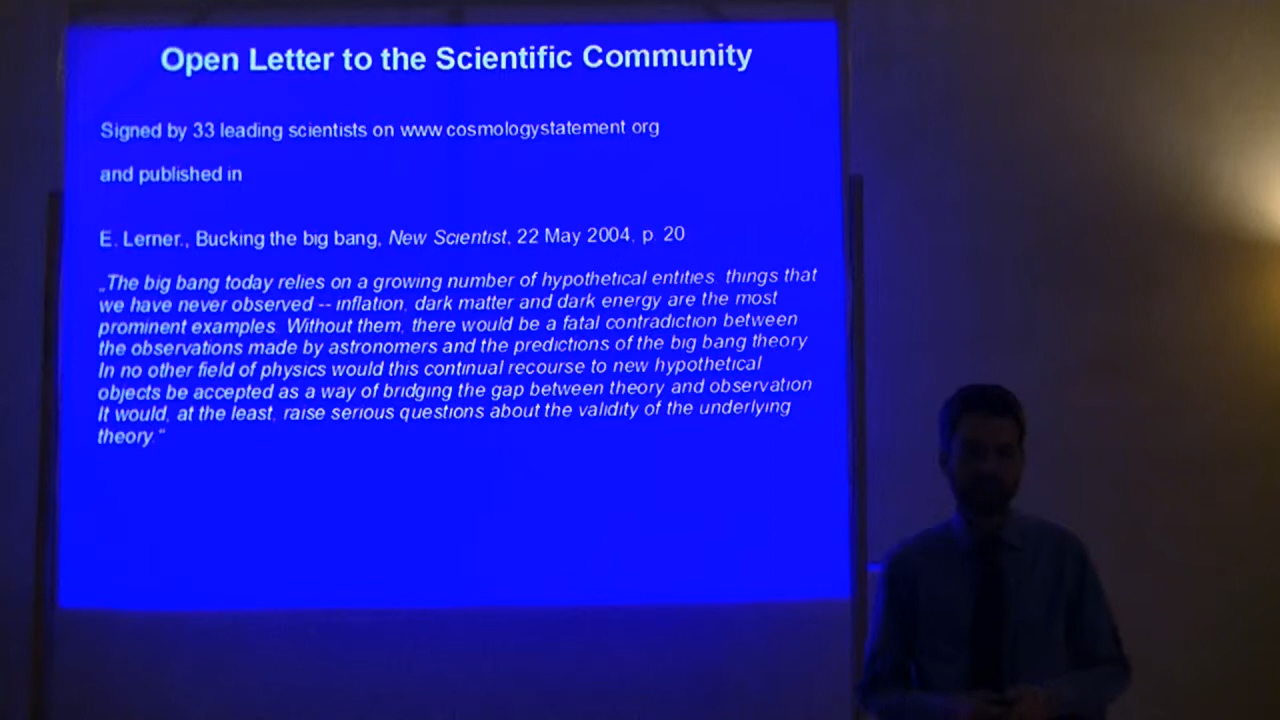 Open Letter to the Scientific Community
Signed by 33 leading scientists on www.cosmologystatement.org
and published in
E. Lerner., Bucking the big bang, New Scientist, 22 May 2004, p. 20
„The big bang today relies on a growing number of hypothetical entities, things that
we have never observed -- inflation, dark matter and dark energy are the most
prominent examples. Without them, there would be a fatal contradiction between
the observations made by astronomers and the predictions of the big bang theory.
In no other field of physics would this continual recourse to new hypothetical
objects be accepted as a way of bridging the gap between theory and observation.
It would, at the least, raise serious questions about the validity of the underlying
theory.“